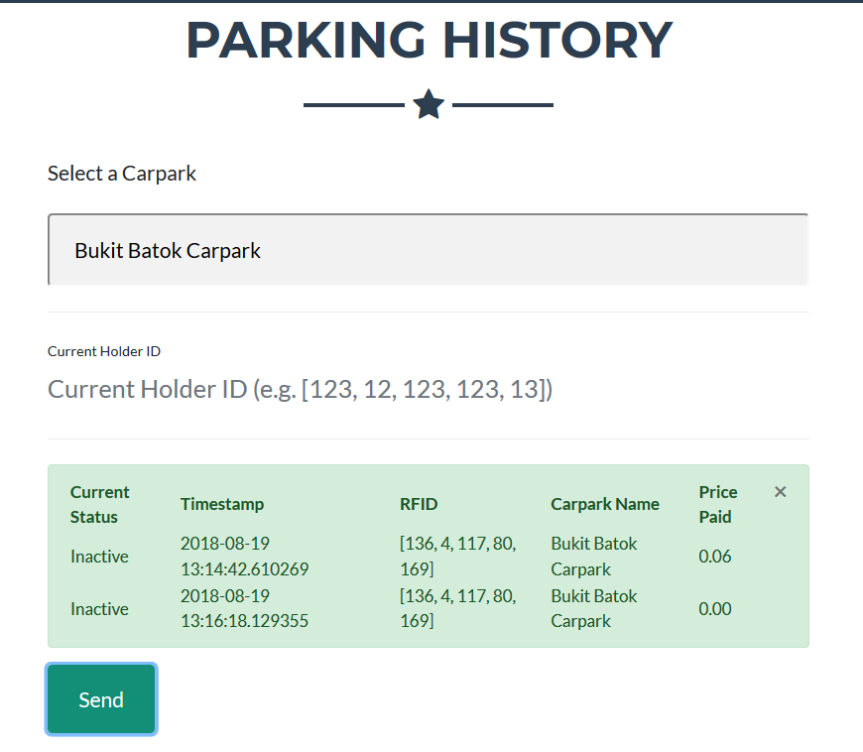 PARKING HISTORY
Select a Carpark
Bukit Batok Carpark
Current Holder ID
Current Holder ID (e.g. [123, 12, 123, 123, 13])
Current Status Timestamp RFID Carpark Name Price Paid ×
Inactive 2018-08-19 13:14:42.610269 [136, 4, 117, 80, 169] Bukit Batok Carpark 0.06
Inactive 2018-08-19 13:16:18.129355 [136, 4, 117, 80, 169] Bukit Batok Carpark 0.00
Send